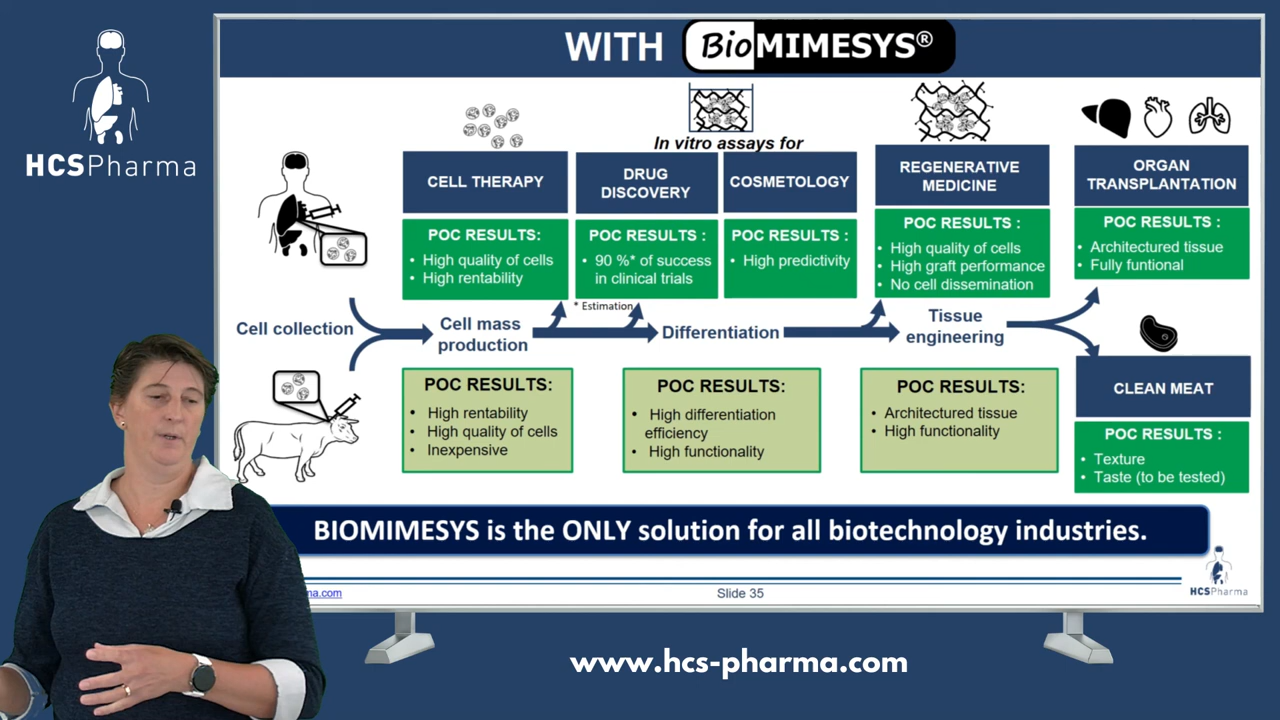 HCSPharma
WITH BioMIMESYS®
In vitro assays for
CELL THERAPY
DRUG
DISCOVERY
COSMETOLOGY
REGENERATIVE
MEDICINE
ORGAN
TRANSPLANTATION
POC RESULTS:
• High quality of cells
• High rentability
POC RESULTS :
• 90 %* of success
in clinical trials
* Estimation
POC RESULTS :
• High predictivity
POC RESULTS :
• High quality of cells
• High graft performance
• No cell dissemination
POC RESULTS :
• Architectured tissue
• Fully funtional
Cell collection
Cell mass
production
Differentiation
Tissue
engineering
POC RESULTS:
• High rentability
• High quality of cells
• Inexpensive
POC RESULTS:
• High differentiation
efficiency
• High functionality
POC RESULTS :
• Architectured tissue
• High functionality
CLEAN MEAT
POC RESULTS :
• Texture
• Taste (to be tested)
BIOMIMESYS is the ONLY solution for all biotechnology industries.
ma.com
Slide 35
HCSPharma
www.hcs-pharma.com